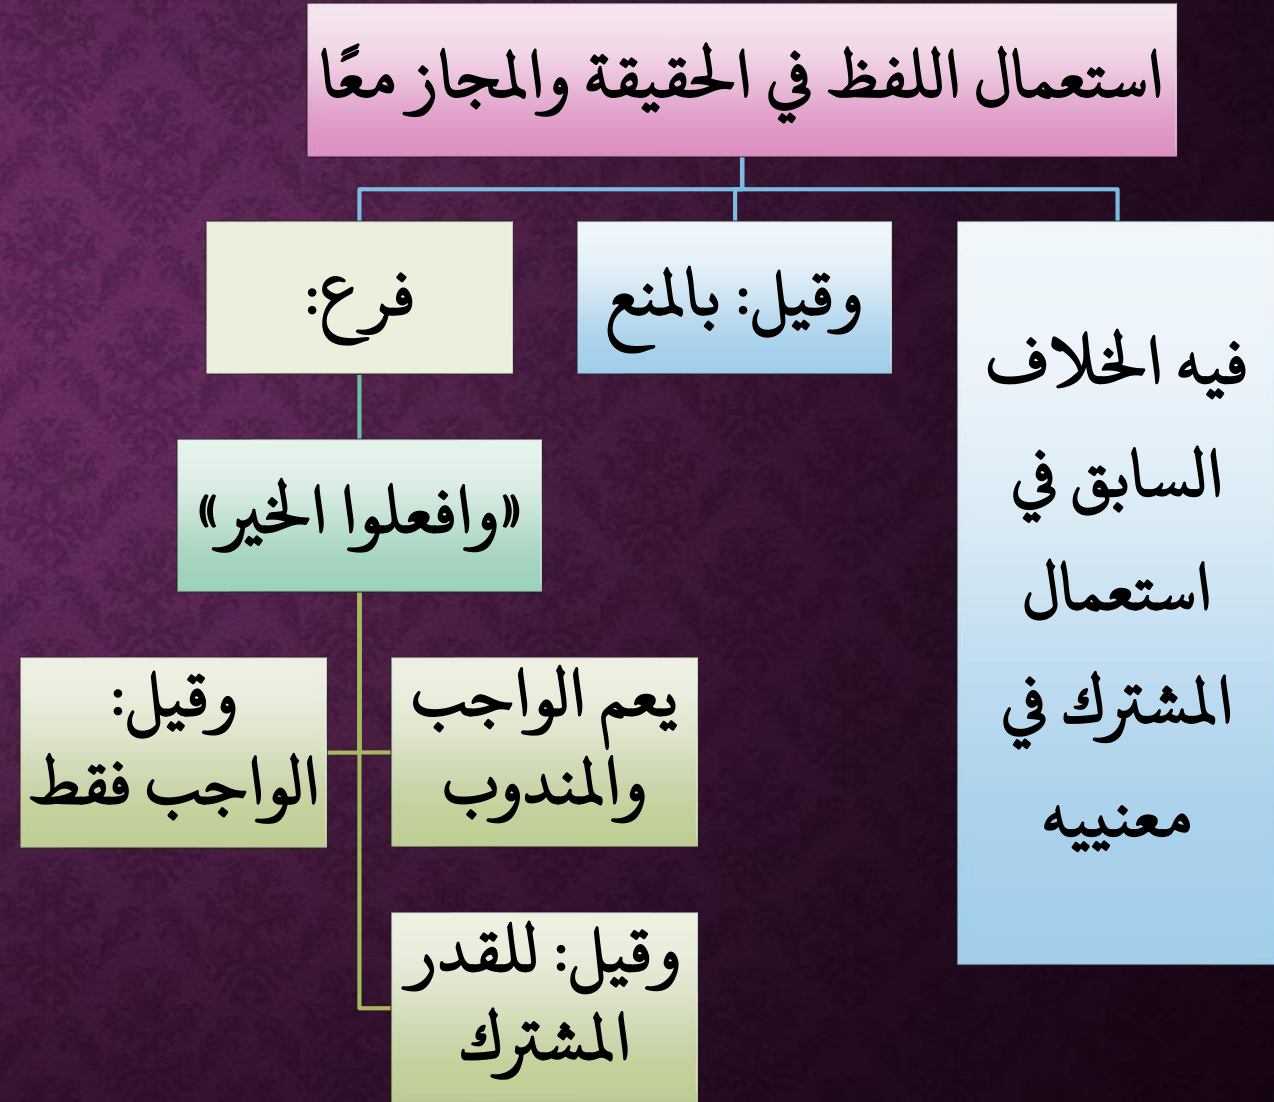 استعمال اللفظ في الحقيقة والمجاز معًا
فيه الخلاف
السابق في
استعمال
المشترك في
معنييه
وقيل: بالمنع
فرع:
«وافعلوا الخير»
يعم الواجب
والمندوب
وقيل:
الواجب فقط
وقيل: للقدر
المشترك